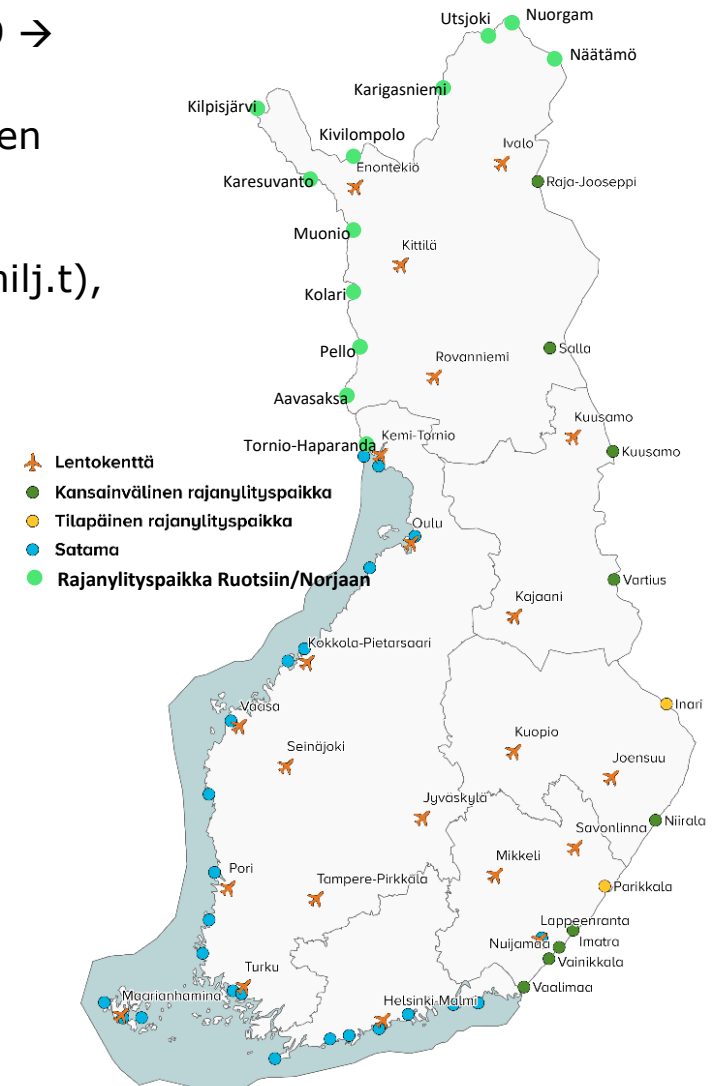 ) →
en
nilj.t),
Utsjoki
Nuorgam
Näätämö
Karigasniemi
Kilpisjärvi
Kivilompolo
Ivalo
Enontekiö
Karesuvanto
Raja-Jooseppi
Muonio
Kittilä
Kolari
Pello
Salla
Rovanniemi
Aavasaksa
Kuusamo
Tornio-Haparanda
Kemi-Tornio
Kuusamo
Lentokenttä
Kansainvälinen rajanylityspaikka
Tilapäinen rajanylityspaikka
Satama
Rajanylityspaikka Ruotsiin/Norjaan
Oulu
Vartius
Kajaani
Kokkola-Pietarsaari
Inari
Vaasa
Kuopio
Seinäjoki
Joensuu
Jyväskylä
Niirala
Savonlinna
Mikkeli
Pori
Tampere-Pirkkala
Parikkala
Lappeenranta
Imatra
Nuijamaa
Vainikkala
Turku
Vaalimaa
Maarianhamina
Helsinki-Malmi